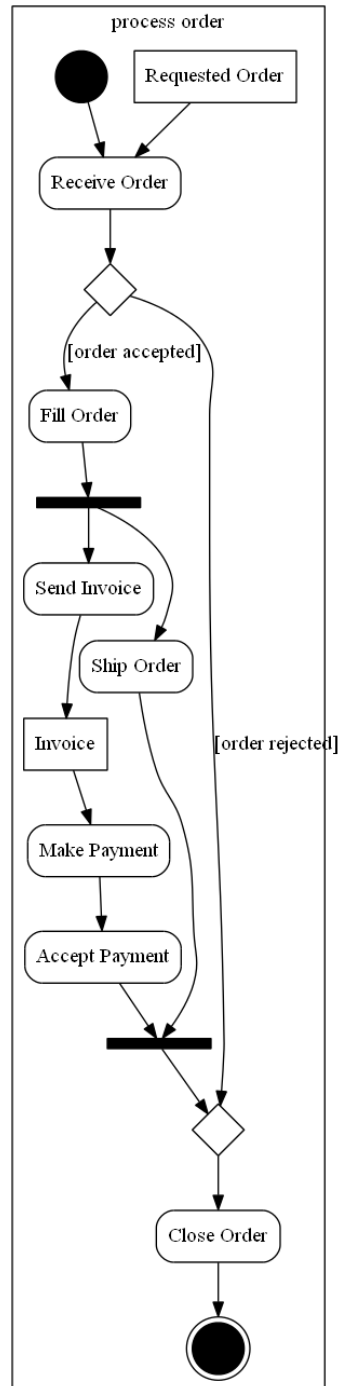 process order
Requested Order
Receive Order
[order accepted]
Fill Order
Send Invoice
Ship Order
Invoice
[order rejected]
Make Payment
Accept Payment
Close Order